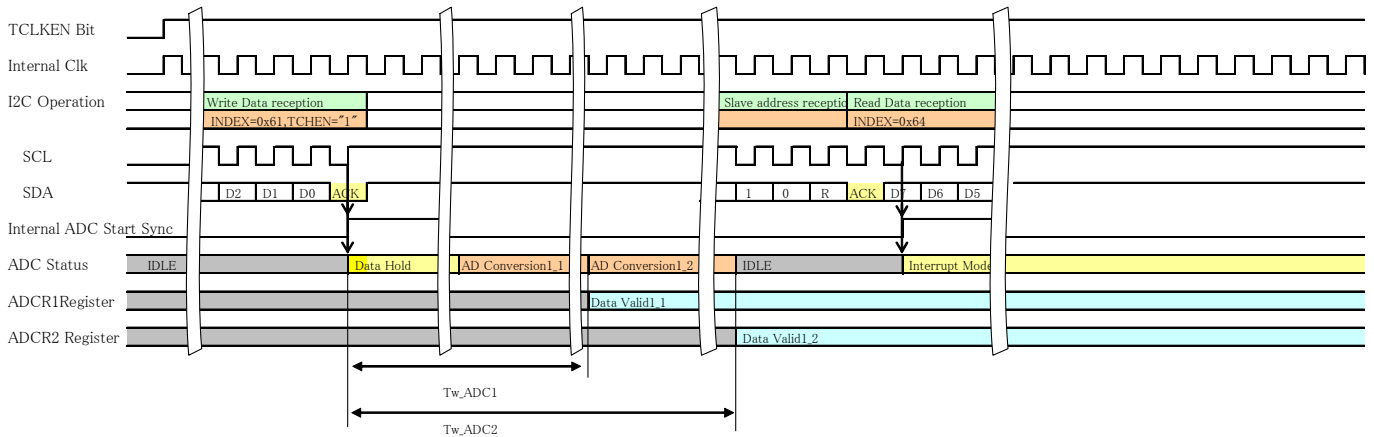 TCLKEN Bit
Internal Clk
I2C Operation
Write Data reception
Slave address receptio
Read Data reception
INDEX=0x61,TCHEN="1"
INDEX=0x64
SCL
SDA
D2 D1 D0 ACK
1 0 R ACK D7 D6 D5
Internal ADC Start Sync
ADC Status
IDLE
Data Hold
AD Conversion1_1
AD Conversion1_2
IDLE
Interrupt Mode
ADCR1Register
Data Valid1_1
ADCR2 Register
Data Valid1_2
Tw_ADC1
Tw_ADC2